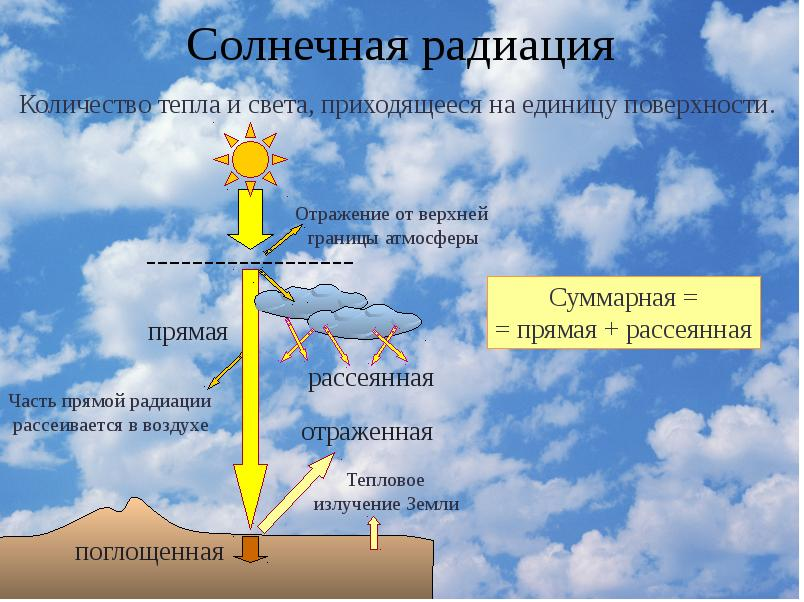 Солнечная радиация
Количество тепла и света, приходящееся на единицу поверхности.
Отражение от верхней
границы атмосферы
Суммарная =
= прямая + рассеянная
прямая
рассеянная
Часть прямой радиации
рассеивается в воздухе
отраженная
Тепловое
излучение Земли
поглощенная